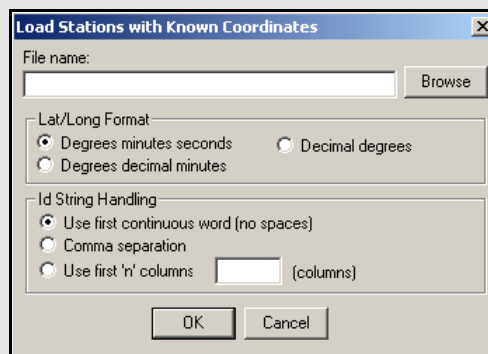 Load Stations with Known Coordinates
File name:
Browse
Lat/Long Format
Degrees minutes seconds
Decimal degrees
Degrees decimal minutes
Id String Handling
Use first continuous word (no spaces)
Comma separation
Use first 'n' columns
(columns)
OK
Cancel